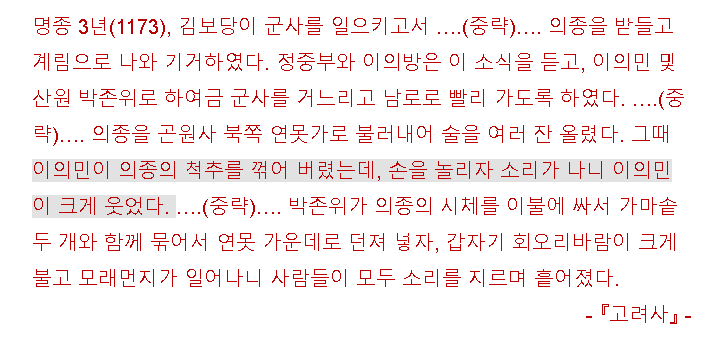 명종 3년(1173), 김보당이 군사를 일으키고서 ….(중략)…. 의종을 받들고
계림으로 나와 기거하였다. 정중부와 이의방은 이 소식을 듣고, 이의민 및
산원 박존위로 하여금 군사를 거느리고 남로로 빨리 가도록 하였다. ….(중
략)…. 의종을 곤원사 북쪽 연못가로 불러내어 술을 여러 잔 올렸다. 그때
이의민이 의종의 척추를 꺾어 버렸는데, 손을 놀리자 소리가 나니 이의민
이 크게 웃었다. ….(중략)…. 박존위가 의종의 시체를 이불에 싸서 가마솥
두 개와 함께 묶어서 연못 가운데로 던져 넣자, 갑자기 회오리바람이 크게
불고 모래먼지가 일어나니 사람들이 모두 소리를 지르며 흩어졌다.
- 『고려사』 -